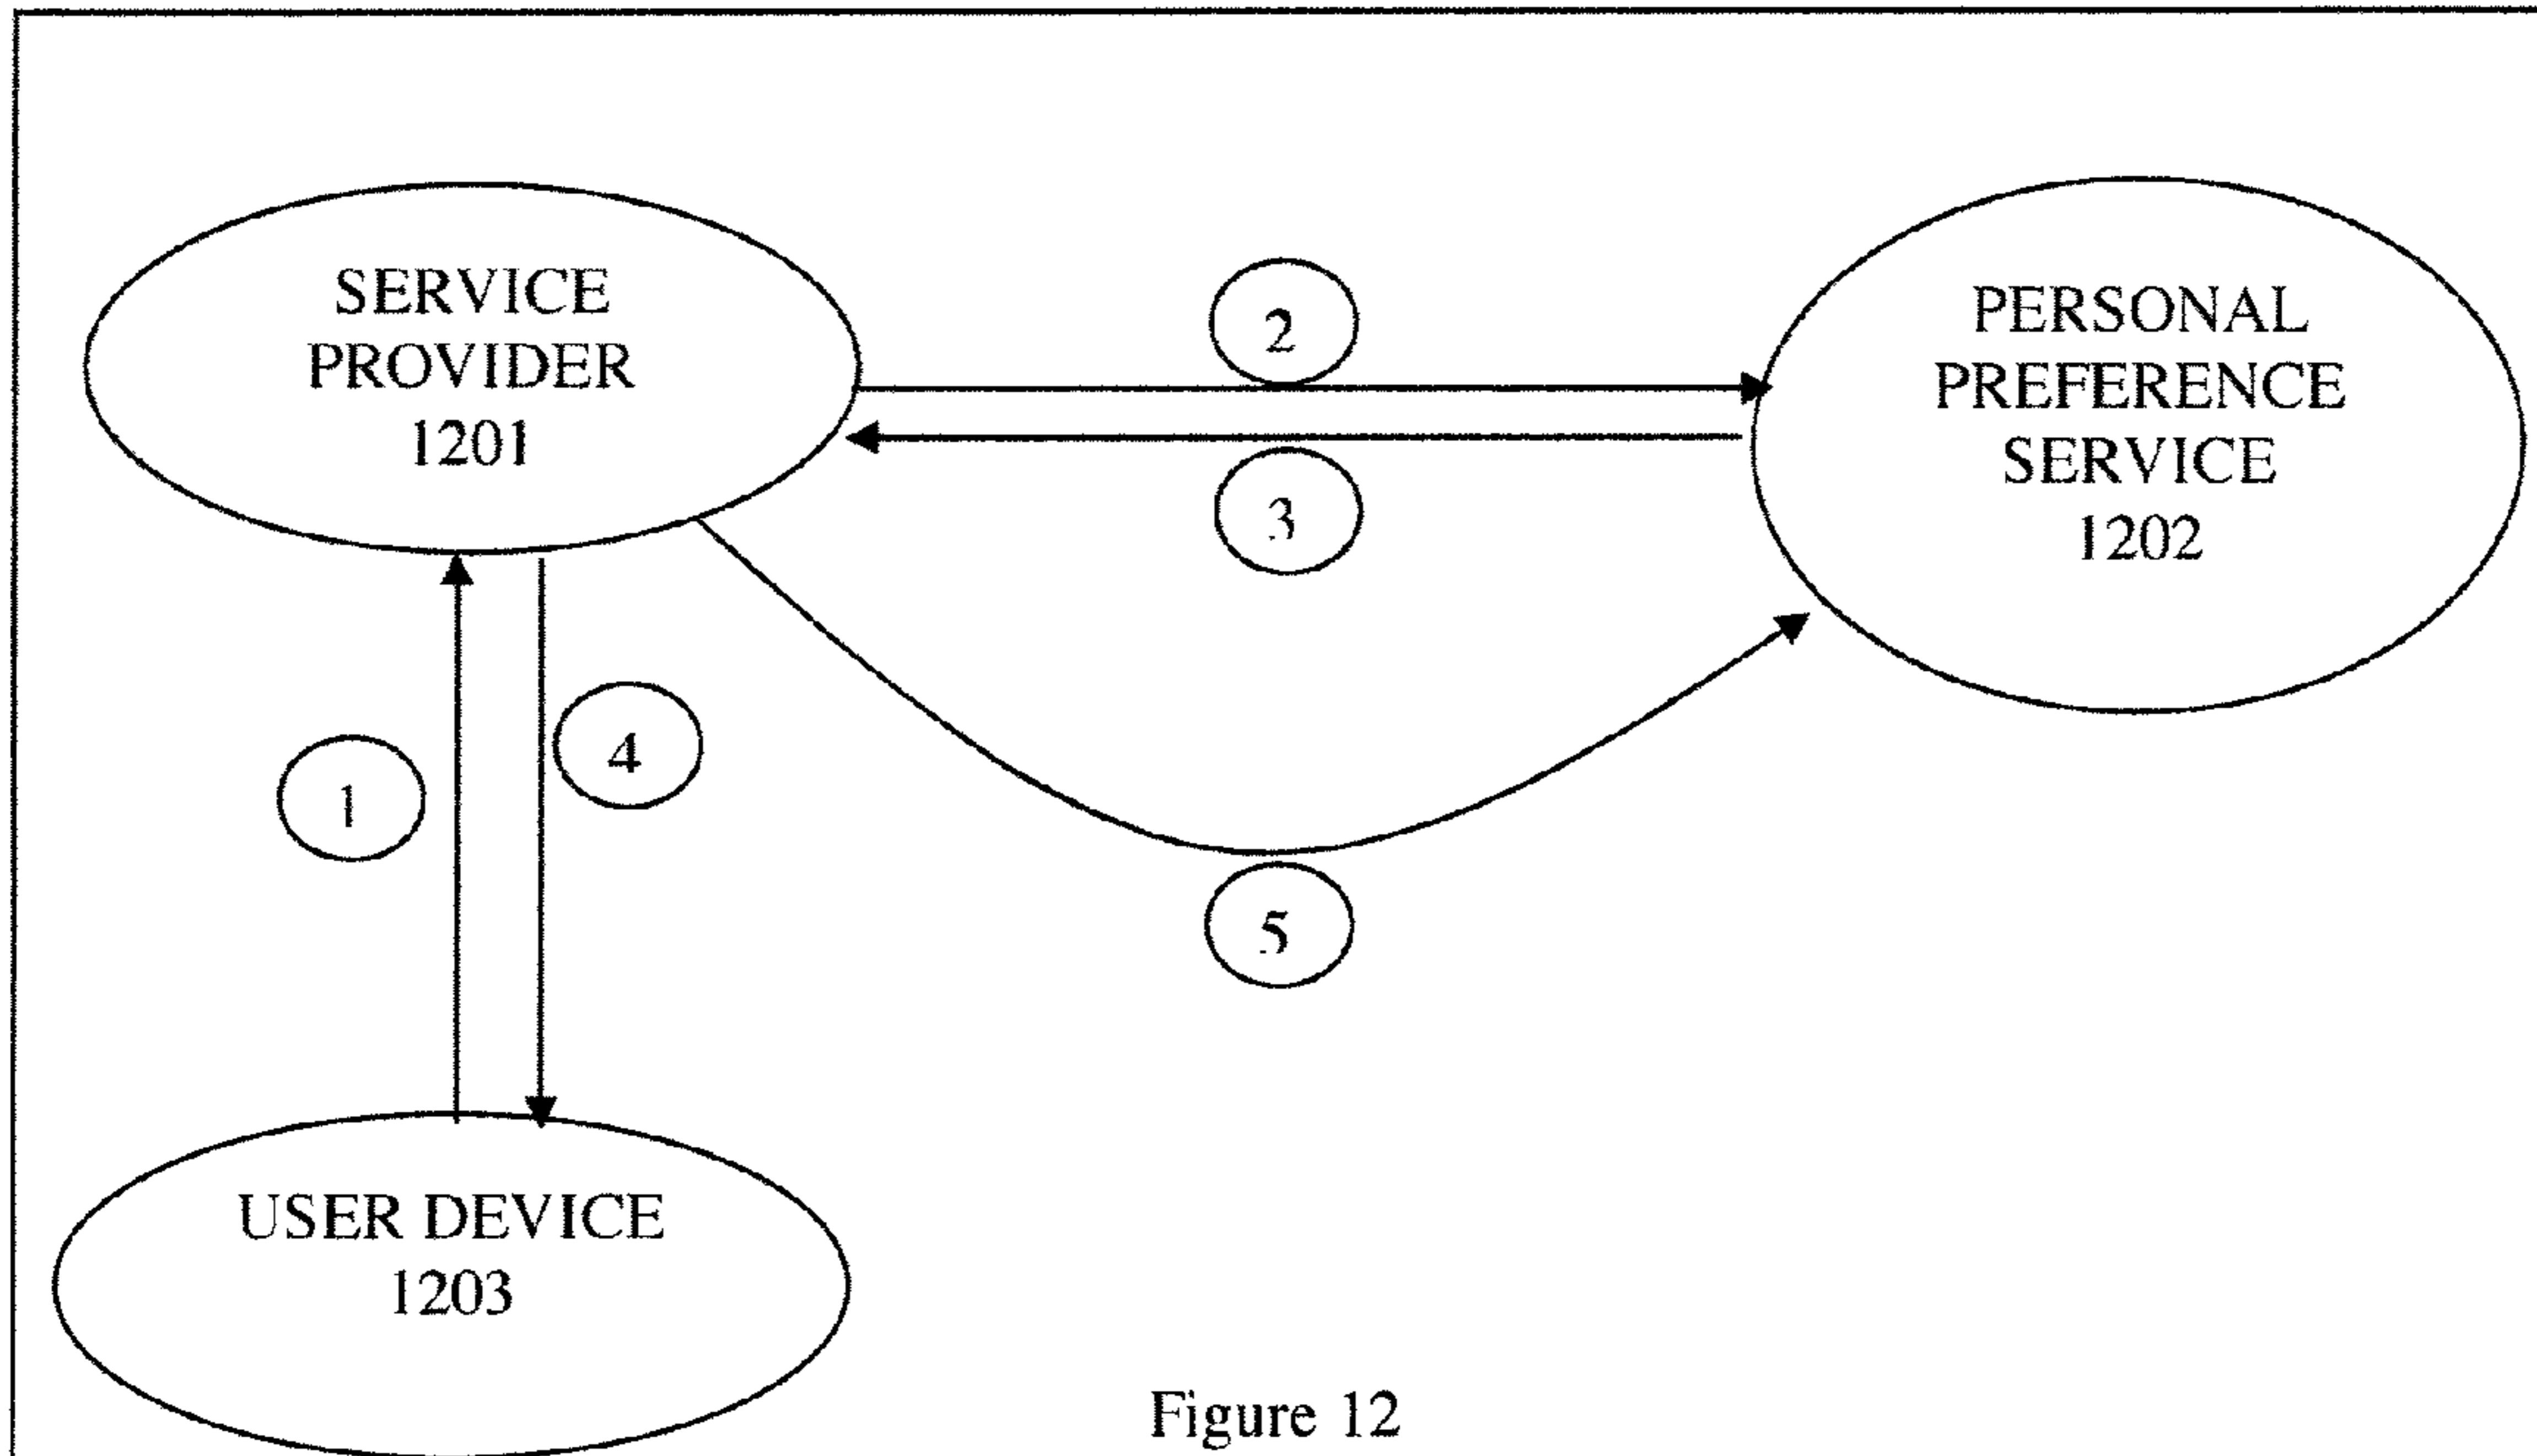 SERVICE
PROVIDER
1201
2
PERSONAL
PREFERENCE
SERVICE
1202
3
1
4
5
USER DEVICE
1203
Figure 12